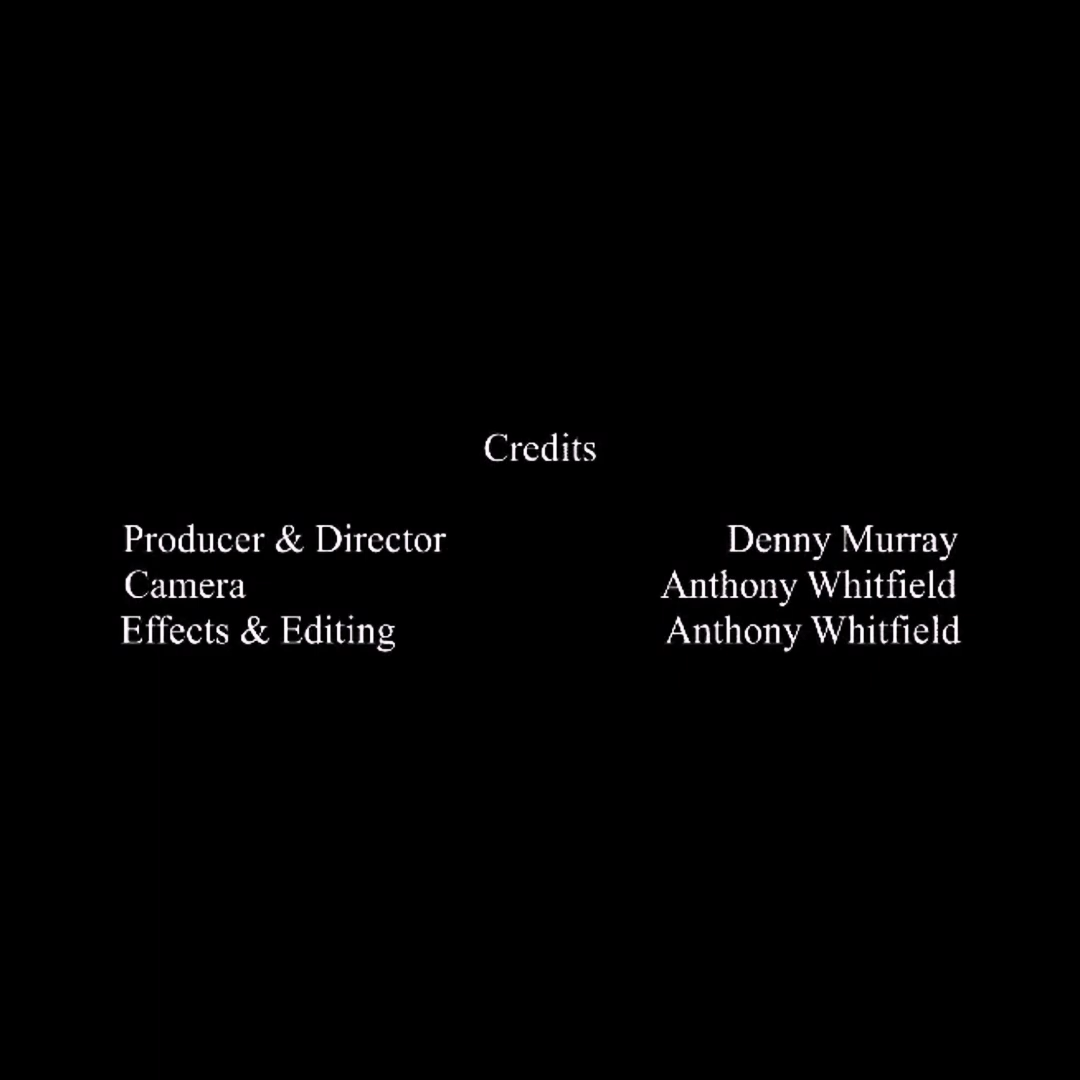 Credits
Producer & Director Denny Murray
Camera Anthony Whitfield
Effects & Editing Anthony Whitfield